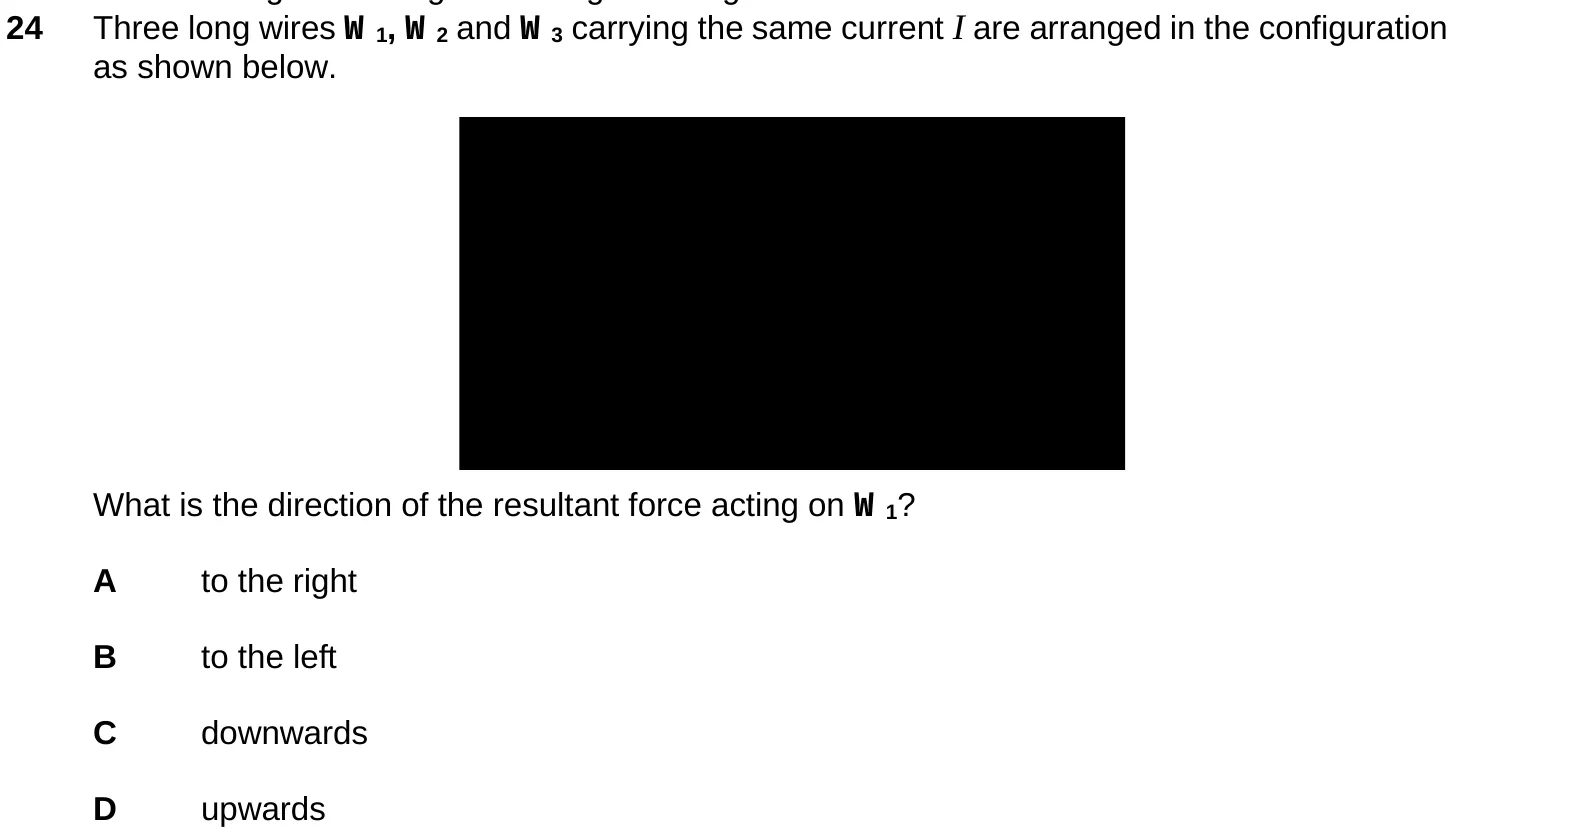 24 Three long wires W 1, W 2 and W 3 carrying the same current I are arranged in the configuration
as shown below.
What is the direction of the resultant force acting on W 1?
A to the right
B to the left
C downwards
D upwards